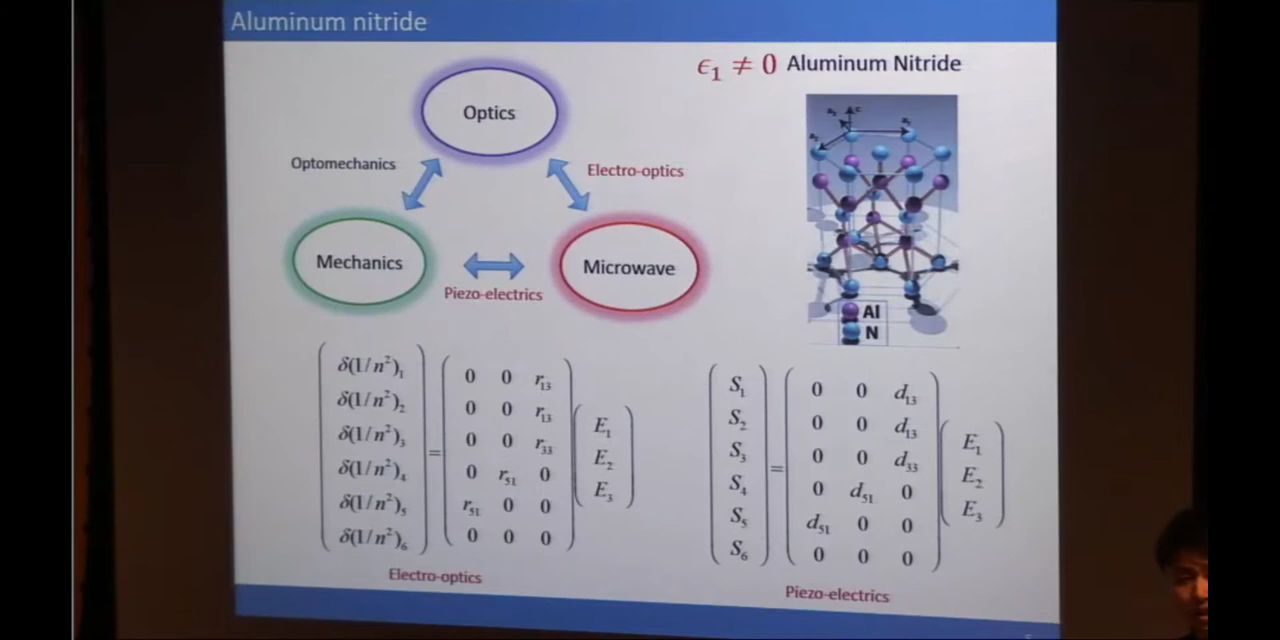 Aluminum nitride
ϵ₁ ≠ 0 Aluminum Nitride
Optics
Optomechanics
Electro-optics
Mechanics
Microwave
Piezo-electrics
Al
N
δ(1/n²)₁
δ(1/n²)₂
δ(1/n²)₃
δ(1/n²)₄
δ(1/n²)₅
δ(1/n²)₆
=
0 0 r₁₃
0 0 r₁₃
0 0 r₃₃
0 r₅₁ 0
r₅₁ 0 0
0 0 0
E₁
E₂
E₃
Electro-optics
S₁
S₂
S₃
S₄
S₅
S₆
=
0 0 d₁₃
0 0 d₁₃
0 0 d₃₃
0 d₅₁ 0
d₅₁ 0 0
0 0 0
E₁
E₂
E₃
Piezo-electrics